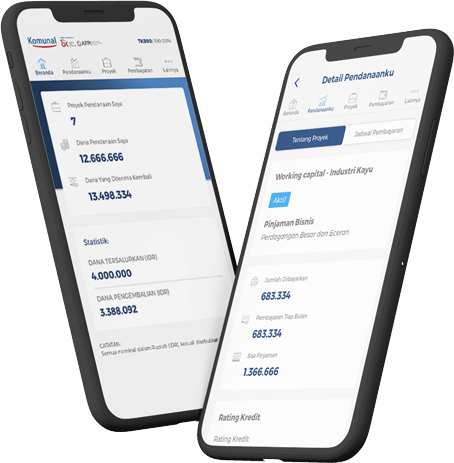 Komunal
TKB90 : 100.00%
Beranda
Pendanaanku
Proyek
Pembayaran
Lainnya
Proyek Pendanaan Saya
7
Dana Pendanaan Saya
12.666.666
Dana Yang Diterima Kembali
13.498.334
Statistik:
DANA TERSALURKAN (IDR)
4.000.000
DANA PENGEMBALIAN (IDR)
3.388.092
CATATAN:
Semua nominal dalam Rupiah (IDR), kecuali disebutkan
Detail Pendanaanku
Beranda
Pendanaanku
Proyek
Pembayaran
Lainnya
Tentang Proyek
Jadwal Pembayaran
Working capital - Industri Kayu
Aktif
Pinjaman Bisnis
Perdagangan Besar dan Eceran
Jumlah Dibayarkan
683.334
Pembayaran Tiap Bulan
683.334
Sisa Pinjaman
1.366.666
Rating Kredit
Rating Kredit: